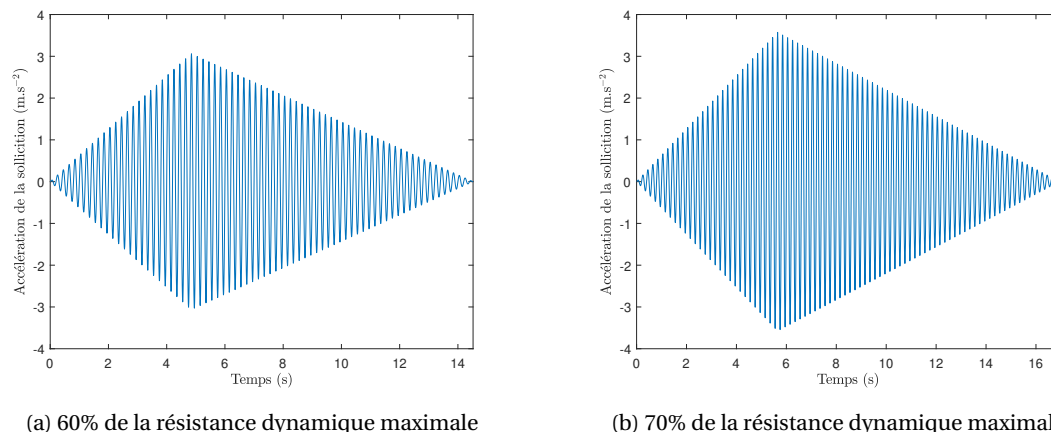 4
3
2
1
0
-1
-2
-3
-4
Accélération de la sollicition (m.s⁻²)
0 2 4 6 8 10 12 14
Temps (s)
(a) 60% de la résistance dynamique maximale
4
3
2
1
0
-1
-2
-3
-4
Accélération de la sollicition (m.s⁻²)
0 2 4 6 8 10 12 14 16
Temps (s)
(b) 70% de la résistance dynamique maximal